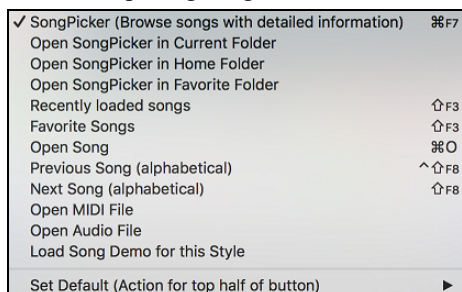 ✓ SongPicker (Browse songs with detailed information) ⌘F7
Open SongPicker in Current Folder
Open SongPicker in Home Folder
Open SongPicker in Favorite Folder
Recently loaded songs ⇧F3
Favorite Songs ⇧F3
Open Song ⌘O
Previous Song (alphabetical) ^⇧F8
Next Song (alphabetical) ⇧F8
Open MIDI File
Open Audio File
Load Song Demo for this Style
Set Default (Action for top half of button) ▶